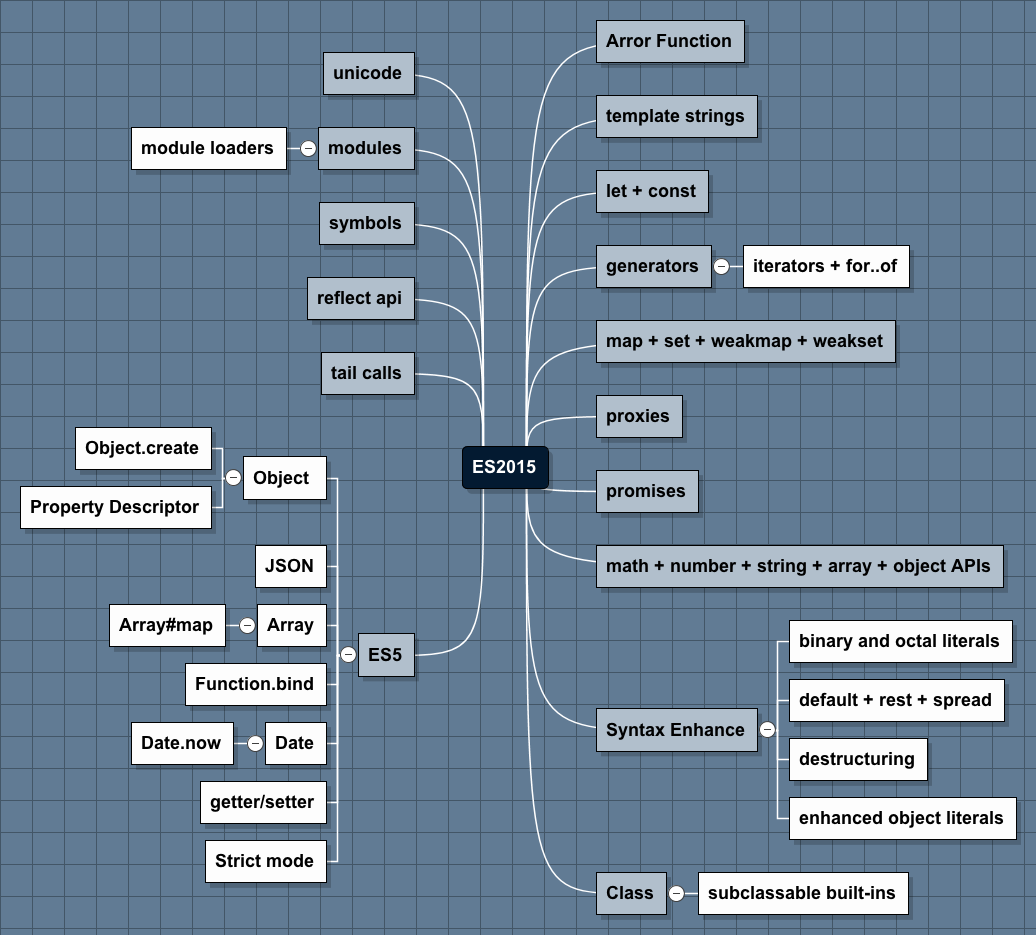 ES2015
Arror Function
template strings
let + const
generators
iterators + for..of
map + set + weakmap + weakset
proxies
promises
math + number + string + array + object APIs
Syntax Enhance
binary and octal literals
default + rest + spread
destructuring
enhanced object literals
Class
subclassable built-ins
unicode
modules
module loaders
symbols
reflect api
tail calls
ES5
Object
Object.create
Property Descriptor
JSON
Array
Array#map
Function.bind
Date
Date.now
getter/setter
Strict mode